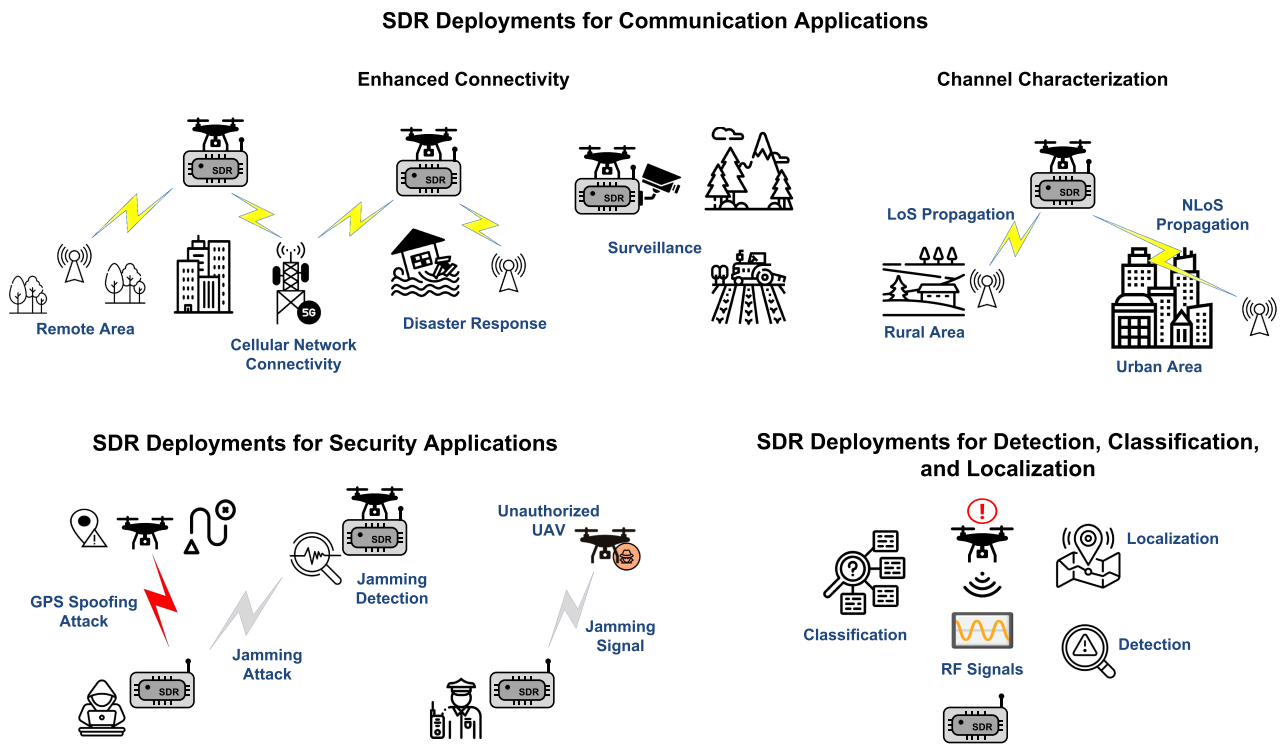 SDR Deployments for Communication Applications
Enhanced Connectivity
Channel Characterization
SDR
SDR
SDR
SDR
LoS Propagation
NLoS
Propagation
Surveillance
5G
Remote Area
Cellular Network
Connectivity
Disaster Response
Rural Area
Urban Area
SDR Deployments for Security Applications
SDR Deployments for Detection, Classification,
and Localization
Unauthorized
UAV
SDR
GPS Spoofing
Attack
Jamming
Detection
Jamming
Attack
Jamming
Signal
SDR
SDR
Localization
?
!
Classification
Detection
RF Signals
SDR